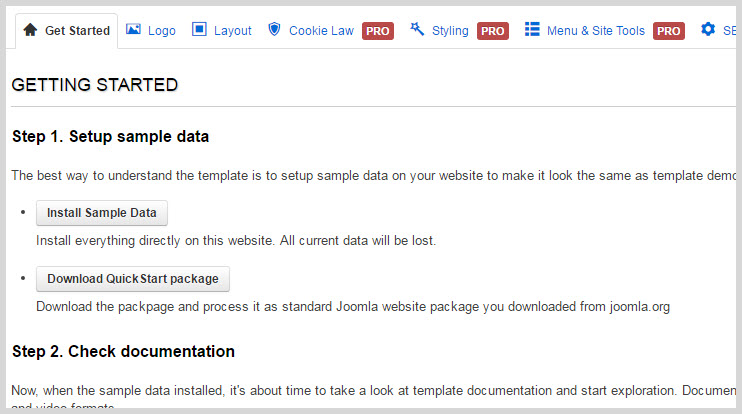 Get Started Logo Layout Cookie Law PRO Styling PRO Menu & Site Tools PRO
GETTING STARTED
Step 1. Setup sample data
The best way to understand the template is to setup sample data on your website to make it look the same as template demo
Install Sample Data
Install everything directly on this website. All current data will be lost.
Download QuickStart package
Download the packpage and process it as standard Joomla website package you downloaded from joomla.org
Step 2. Check documentation
Now, when the sample data installed, it's about time to take a look at template documentation and start exploration. Documen
and video formats.